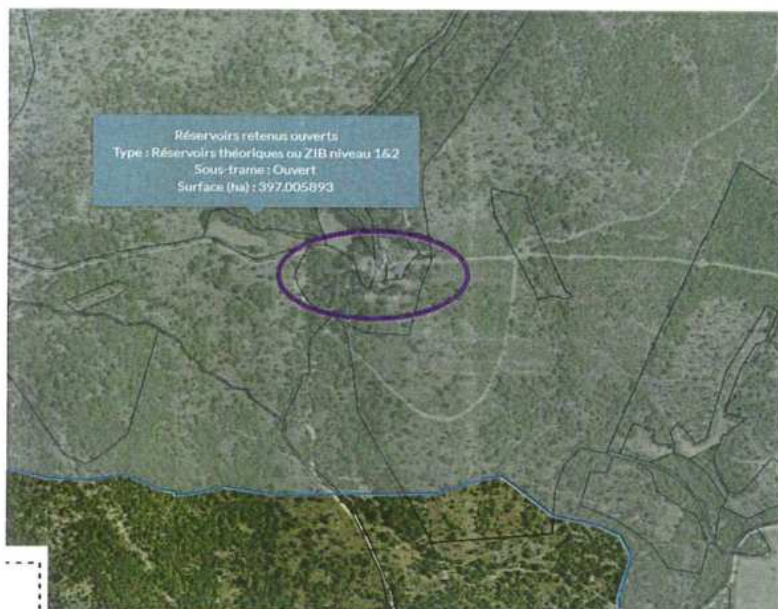 Réservoirs retenus ouverts
Type : Réservoirs théoriques ou ZIB niveau 1&2
Sous-trame : Ouvert
Surface (ha) : 397.005893